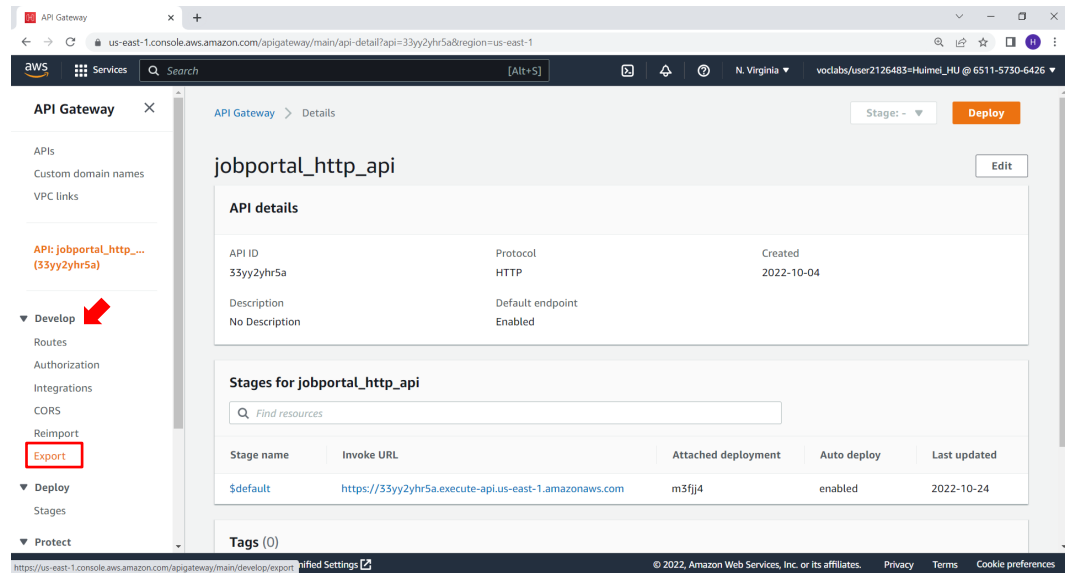 API Gateway
us-east-1.console.aws.amazon.com/apigateway/main/api-detail?api=33yy2yhr5a&region=us-east-1
H
aws
Services
Search
[Alt+S]
N. Virginia
voclabs/user2126483=Huimei_HU @ 6511-5730-6426
API Gateway
APIs
Custom domain names
VPC links
API: jobportal_http_...
(33yy2yhr5a)
Develop
Routes
Authorization
Integrations
CORS
Reimport
Export
Deploy
Stages
Protect
API Gateway > Details
Stage: -
Deploy
jobportal_http_api
Edit
API details
API ID
33yy2yhr5a
Protocol
HTTP
Created
2022-10-04
Description
No Description
Default endpoint
Enabled
Stages for jobportal_http_api
Find resources
Stage name Invoke URL Attached deployment Auto deploy Last updated
$default https://33yy2yhr5a.execute-api.us-east-1.amazonaws.com m3fjj4 enabled 2022-10-24
Tags (0)
https://us-east-1.console.aws.amazon.com/apigateway/main/develop/export
nified Settings
© 2022, Amazon Web Services, Inc. or its affiliates. Privacy Terms Cookie preferences